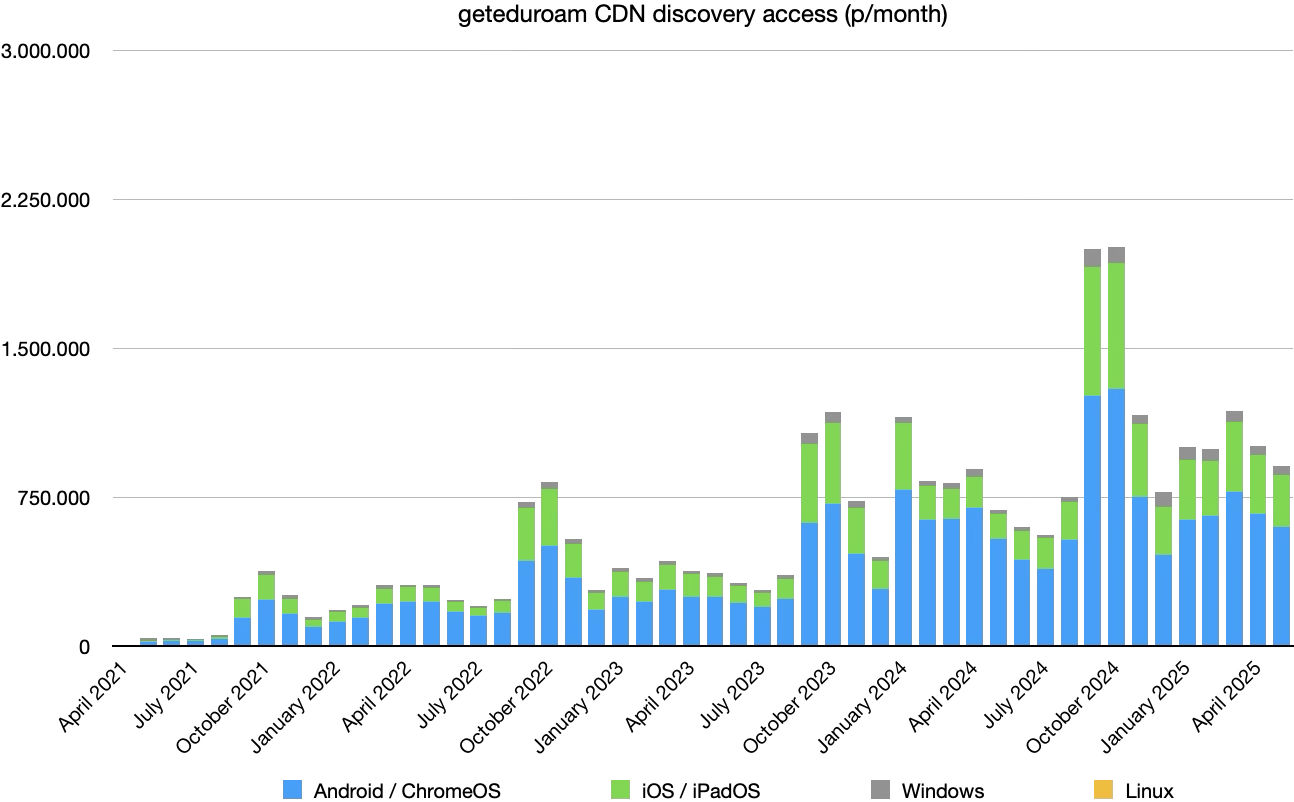 geteduroam CDN discovery access (p/month)
3.000.000
2.250.000
1.500.000
750.000
0
April 2021
July 2021
October 2021
January 2022
April 2022
July 2022
October 2022
January 2023
April 2023
July 2023
October 2023
January 2024
April 2024
July 2024
October 2024
January 2025
April 2025
Android / ChromeOS
iOS / iPadOS
Windows
Linux